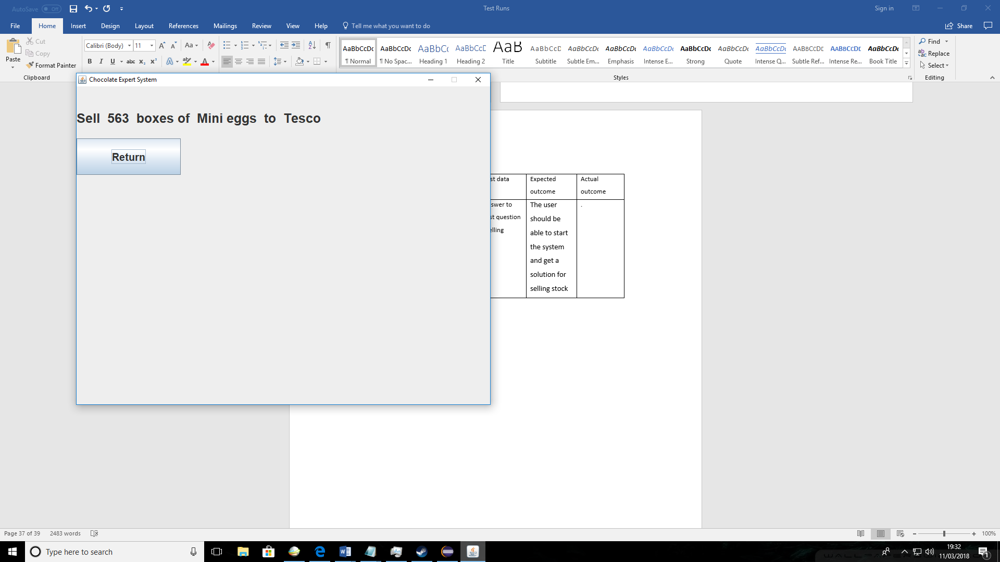 AutoSave Off
Test Runs
Sign in
File Home Insert Design Layout References Mailings Review View Help Tell me what you want to do
Share
Paste
Cut
Copy
Format Painter
Clipboard
Calibri (Body) 11
AaBbCcDc AaBbCcDc AaBbC( AaBbCcD AaB AaBbCcD AaBbCcDc AaBbCcDc AaBbCcDc AaBbCcDc AaBbCcDc AaBbCcDc AABBCCDE AABBCCDE AaBbCcDc
¶ Normal ¶ No Spac... Heading 1 Heading 2 Title Subtitle Subtle Em... Emphasis Intense E... Strong Quote Intense Q... Subtle Ref... Intense Re... Book Title
Styles
Find
Replace
Select
Editing
Chocolate Expert System
Sell 563 boxes of Mini eggs to Tesco
Return
st data
Expected
outcome
Actual
outcome
swer to
st question
elling
The user
should be
able to start
the system
and get a
solution for
selling stock
.
Page 37 of 39 2483 words
100%
Type here to search
19:32
11/03/2018
1